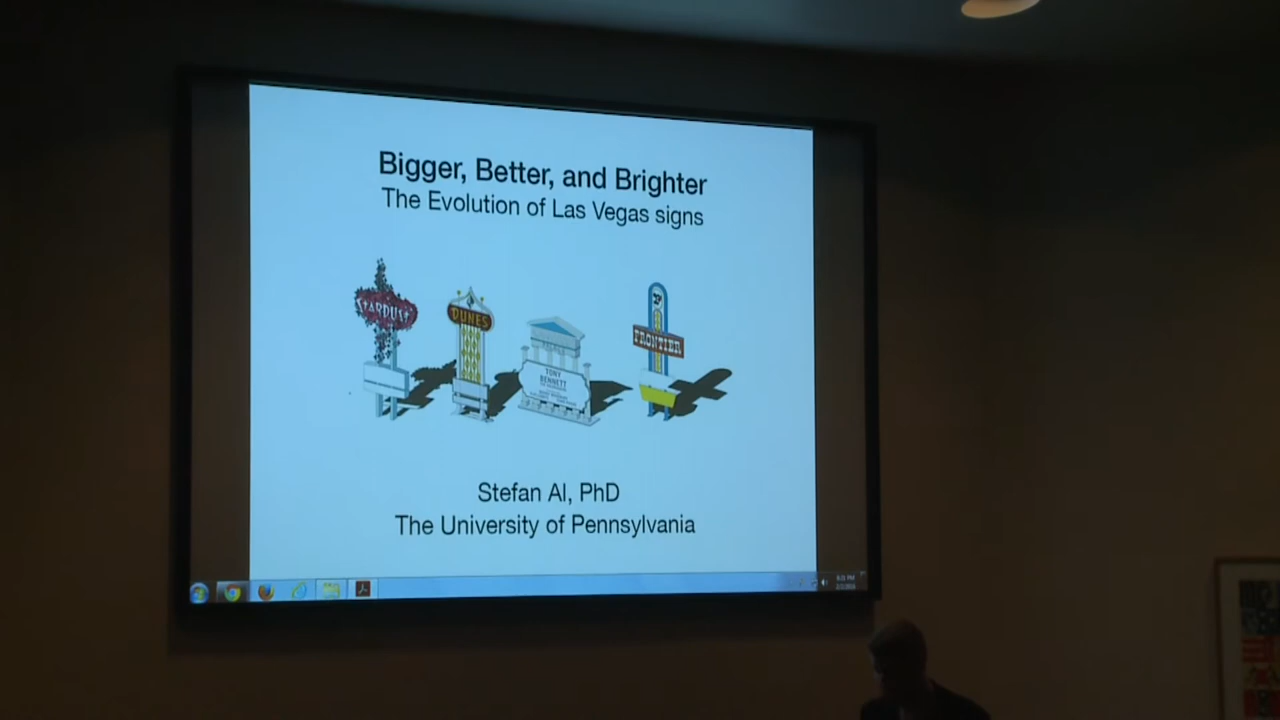 Bigger, Better, and Brighter
The Evolution of Las Vegas signs
STARDUST
DUNES
F
FRONTIER
TONY
BENNETT
Stefan Al, PhD
The University of Pennsylvania